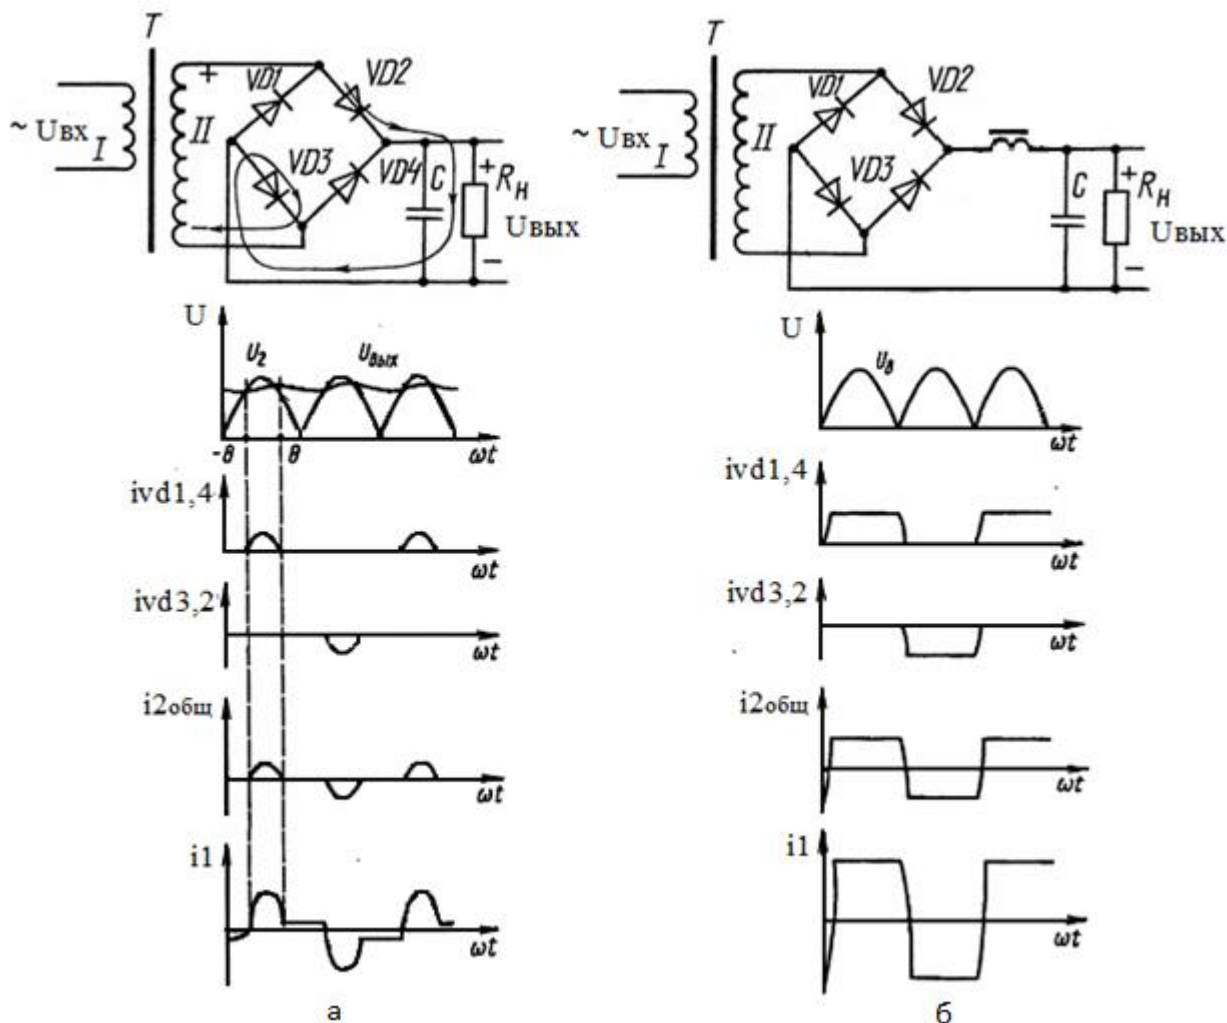 T
VD1
VD2
+
~ Uвх
I
II
VD3
VD4
C
+
Rн
Uвых
−
U
U2
Uвых
-θ
θ
ωt
ivd1,4
ωt
ivd3,2
ωt
i2общ
ωt
i1
ωt
а
T
VD1
VD2
~ Uвх
I
II
VD3
C
+
Rн
Uвых
−
U
Uв
ωt
ivd1,4
ωt
ivd3,2
ωt
i2общ
ωt
i1
ωt
б